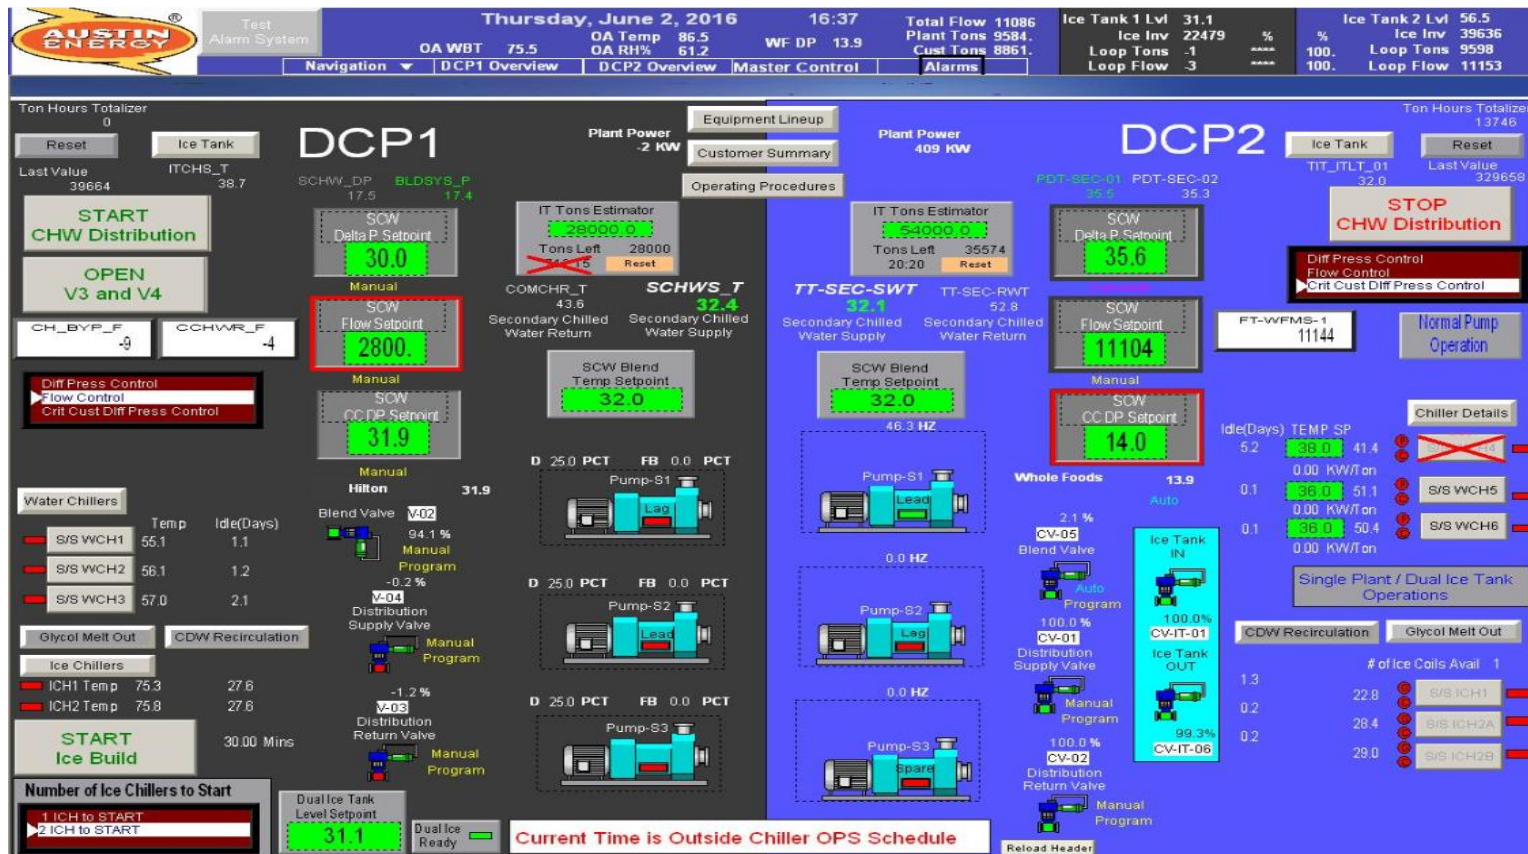 AUSTIN ENERGY ®
Test
Alarm System
Thursday, June 2, 2016 16:37
OA WBT 75.5
OA Temp 86.5
OA RH% 61.2
WF DP 13.9
Total Flow 11086
Plant Tons 9584.
Cust Tons 8861.
Ice Tank 1 Lvl 31.1
Ice Inv 22479 %
Loop Tons -1 ****
Loop Flow -3 ****
Ice Tank 2 Lvl 56.5
% Ice Inv 39636
100. Loop Tons 9598
100. Loop Flow 11153
Navigation DCP1 Overview DCP2 Overview Master Control Alarms
Ton Hours Totalizer
0
Reset
Ice Tank
Last Value
39664
ITCHS_T
38.7
START
CHW Distribution
OPEN
V3 and V4
CH_BYP_F
-9
CCHWR_F
-4
Diff Press Control
Flow Control
Crit Cust Diff Press Control
Water Chillers
Temp Idle(Days)
S/S WCH1 55.1 1.1
S/S WCH2 56.1 1.2
S/S WCH3 57.0 2.1
Glycol Melt Out
CDW Recirculation
Ice Chillers
ICH1 Temp 75.3 27.6
ICH2 Temp 75.8 27.6
START
Ice Build
30.00 Mins
Number of Ice Chillers to Start
1 ICH to START
2 ICH to START
DCP1
SCHW_DP
17.5
BLDSYS_P
17.4
SCW
Delta P Setpoint
30.0
Manual
SCW
Flow Setpoint
2800.
Manual
SCW
CC DP Setpoint
31.9
Manual
Hilton 31.9
Blend Valve V-02
94.1 %
Manual
Program
-0.2 %
V-04
Distribution
Supply Valve
Manual
Program
-1.2 %
V-03
Distribution
Return Valve
Manual
Program
Dual Ice Tank
Level Setpoint
31.1
Dual Ice
Ready
Plant Power
-2 KW
Equipment Lineup
Customer Summary
Operating Procedures
IT Tons Estimator
28000.0
Tons Left 28000
Reset
COMCHR_T
43.6
Secondary Chilled
Water Return
SCHWS_T
32.4
Secondary Chilled
Water Supply
SCW Blend
Temp Setpoint
32.0
D 25.0 PCT FB 0.0 PCT
Pump-S1
Lag
D 25.0 PCT FB 0.0 PCT
Pump-S2
Lead
D 25.0 PCT FB 0.0 PCT
Pump-S3
Current Time is Outside Chiller OPS Schedule
Plant Power
409 KW
DCP2
IT Tons Estimator
54000.0
Tons Left 35574
20:20 Reset
TT-SEC-SWT
32.1
Secondary Chilled
Water Supply
TT-SEC-RWT
52.8
Secondary Chilled
Water Return
SCW Blend
Temp Setpoint
32.0
46.3 HZ
Pump-S1
Lead
0.0 HZ
Pump-S2
Lag
0.0 HZ
Pump-S3
Spare
PDT-SEC-01
35.5
PDT-SEC-02
35.3
SCW
Delta P Setpoint
35.6
SCW
Flow Setpoint
11104
Manual
SCW
CC DP Setpoint
14.0
Whole Foods 13.9
Auto
2.1 %
CV-05
Blend Valve
Auto
Program
100.0 %
CV-01
Distribution
Supply Valve
Manual
Program
100.0 %
CV-02
Distribution
Return Valve
Manual
Program
Reload Header
Ice Tank
IN
100.0%
CV-IT-01
Ice Tank
OUT
99.3%
CV-IT-06
Ton Hours Totalizer
13746
Ice Tank
Reset
TIT_ITLT_01
32.0
Last Value
329658
STOP
CHW Distribution
Diff Press Control
Flow Control
Crit Cust Diff Press Control
FT-WFMS-1
11144
Normal Pump
Operation
Chiller Details
Idle(Days) TEMP SP
5.2 38.0 41.4
0.00 KW/Ton
0.1 36.0 51.1 S/S WCH5
0.00 KW/Ton
0.1 36.0 50.4 S/S WCH6
0.00 KW/Ton
Single Plant / Dual Ice Tank
Operations
CDW Recirculation
Glycol Melt Out
# of Ice Coils Avail 1
1.3 22.8 S/S ICH1
0.2 28.4 S/S ICH2A
0.2 29.0 S/S ICH2B